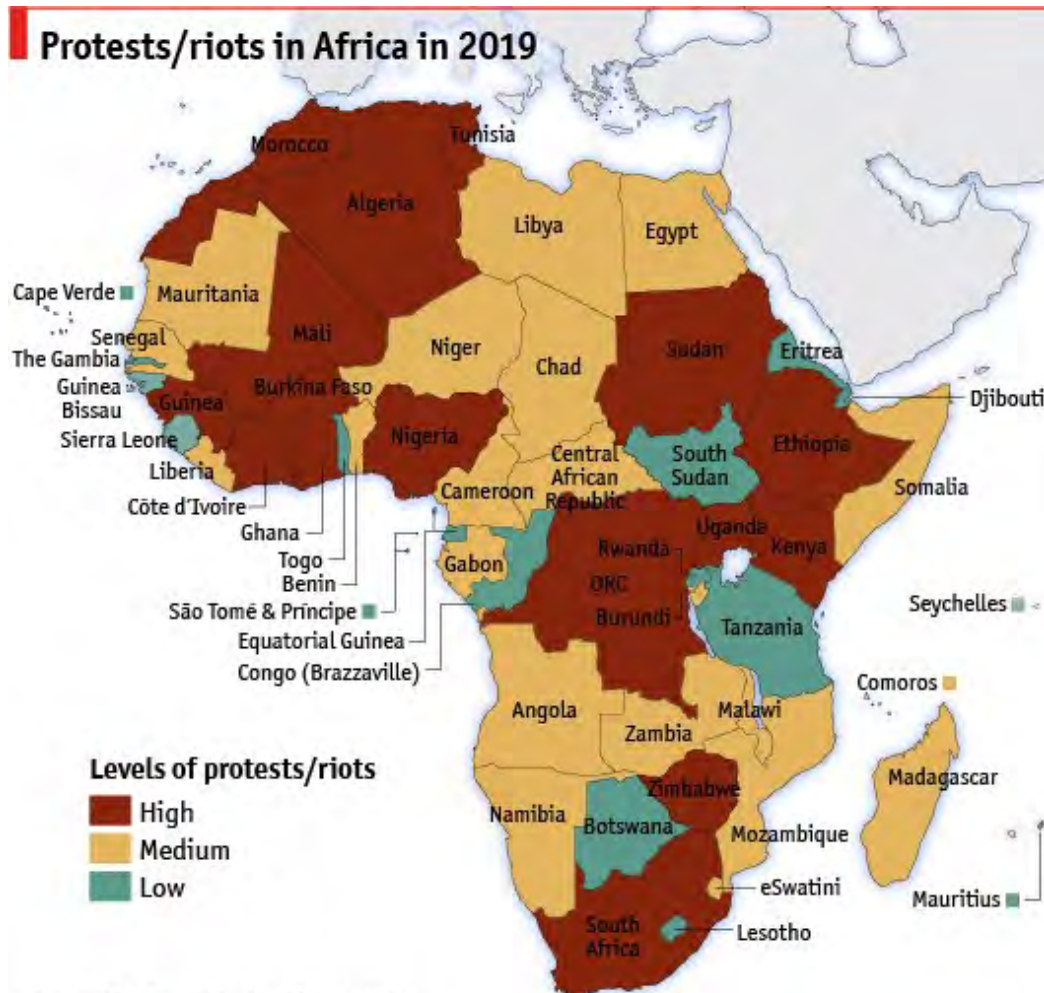 Protests/riots in Africa in 2019
Tunisia
Morocco
Algeria
Libya
Egypt
Cape Verde
Mauritania
Mali
Niger
Chad
Sudan
Eritrea
Senegal
The Gambia
Guinea
Bissau
Guinea
Burkina Faso
Nigeria
Djibouti
Ethiopia
Sierra Leone
Liberia
South
Sudan
Central
African
Republic
Cameroon
Somalia
Côte d'Ivoire
Ghana
Togo
Benin
Uganda
Kenya
Rwanda
Gabon
ORC
Burundi
São Tomé & Príncipe
Equatorial Guinea
Congo (Brazzaville)
Tanzania
Seychelles
Comoros
Angola
Malawi
Zambia
Levels of protests/riots
High
Medium
Low
Zimbabwe
Madagascar
Namibia
Botswana
Mozambique
eSwatini
Mauritius
South
Africa
Lesotho